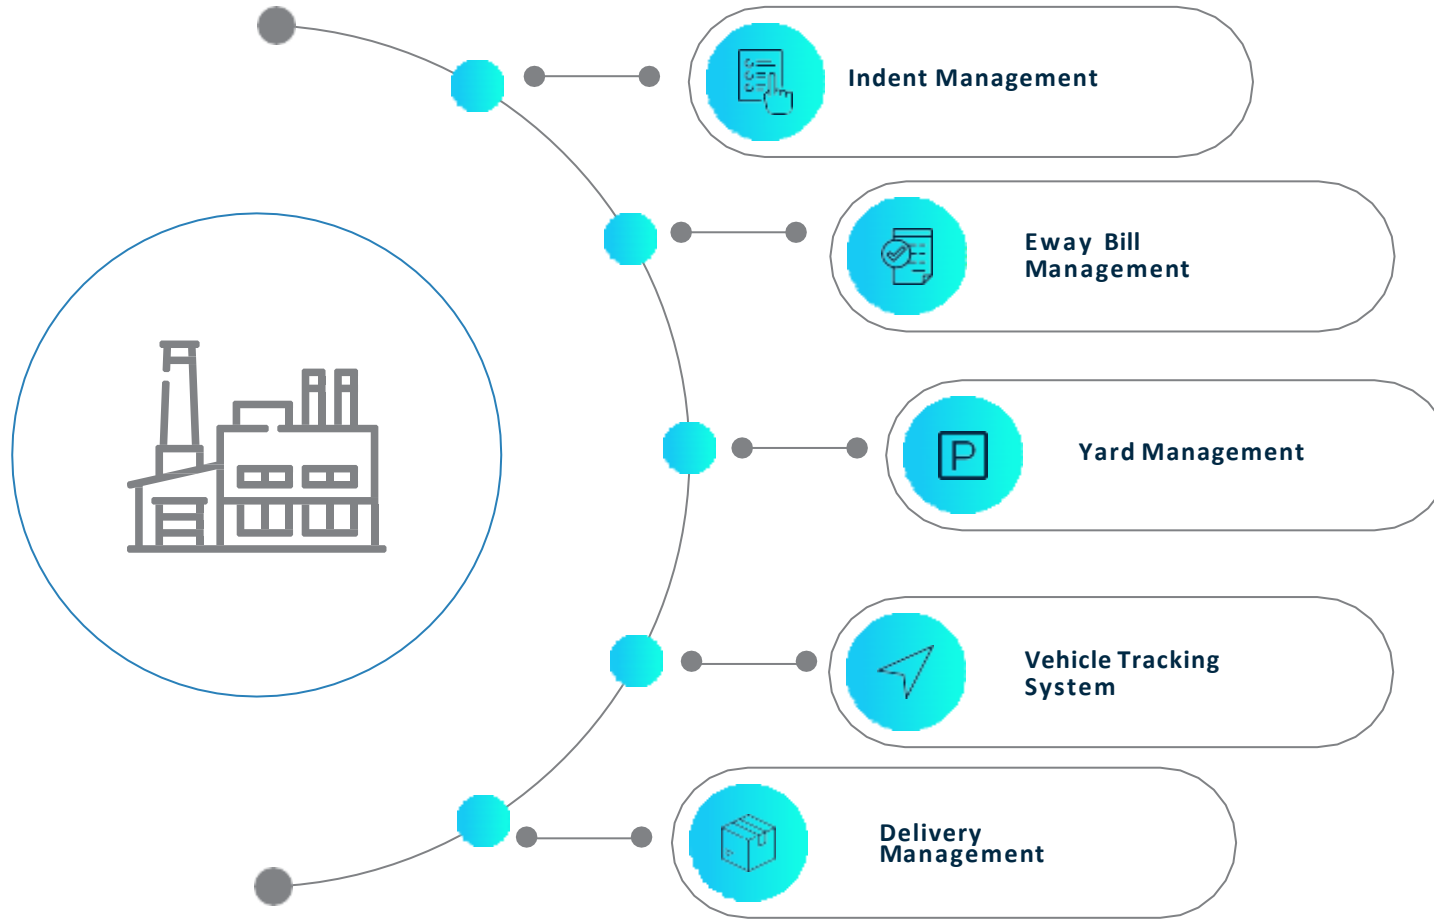 Indent Management
Eway Bill
Management
P
Yard Management
Vehicle Tracking
System
Delivery
Management